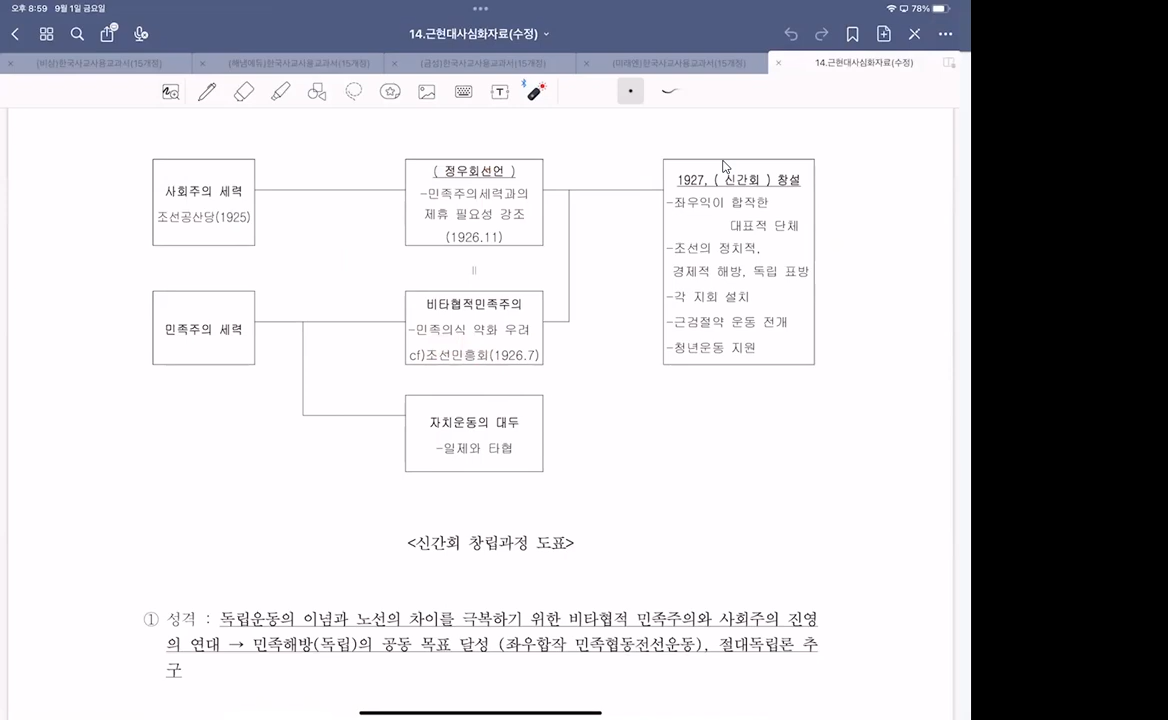 오후 8:59 9월 1일 금요일
78%
14.근현대사심화자료(수정)
(비상)한국사교사용교과서(15개정)
(해냄에듀)한국사교사용교과서(15개정)
(금성)한국사교사용교과서(15개정)
(미래엔)한국사교사용교과서(15개정)
14.근현대사심화자료(수정)
사회주의 세력
조선공산당(1925)
( 정우회선언 )
-민족주의세력과의
제휴 필요성 강조
(1926.11)
=
민족주의 세력
비타협적민족주의
-민족의식 약화 우려
cf)조선민흥회(1926.7)
자치운동의 대두
-일제와 타협
1927, ( 신간회 ) 창설
-좌우익이 합작한
대표적 단체
-조선의 정치적,
경제적 해방, 독립 표방
-각 지회 설치
-근검절약 운동 전개
-청년운동 지원
<신간회 창립과정 도표>
① 성격 : 독립운동의 이념과 노선의 차이를 극복하기 위한 비타협적 민족주의와 사회주의 진영
의 연대 → 민족해방(독립)의 공동 목표 달성 (좌우합작 민족협동전선운동), 절대독립론 추
구